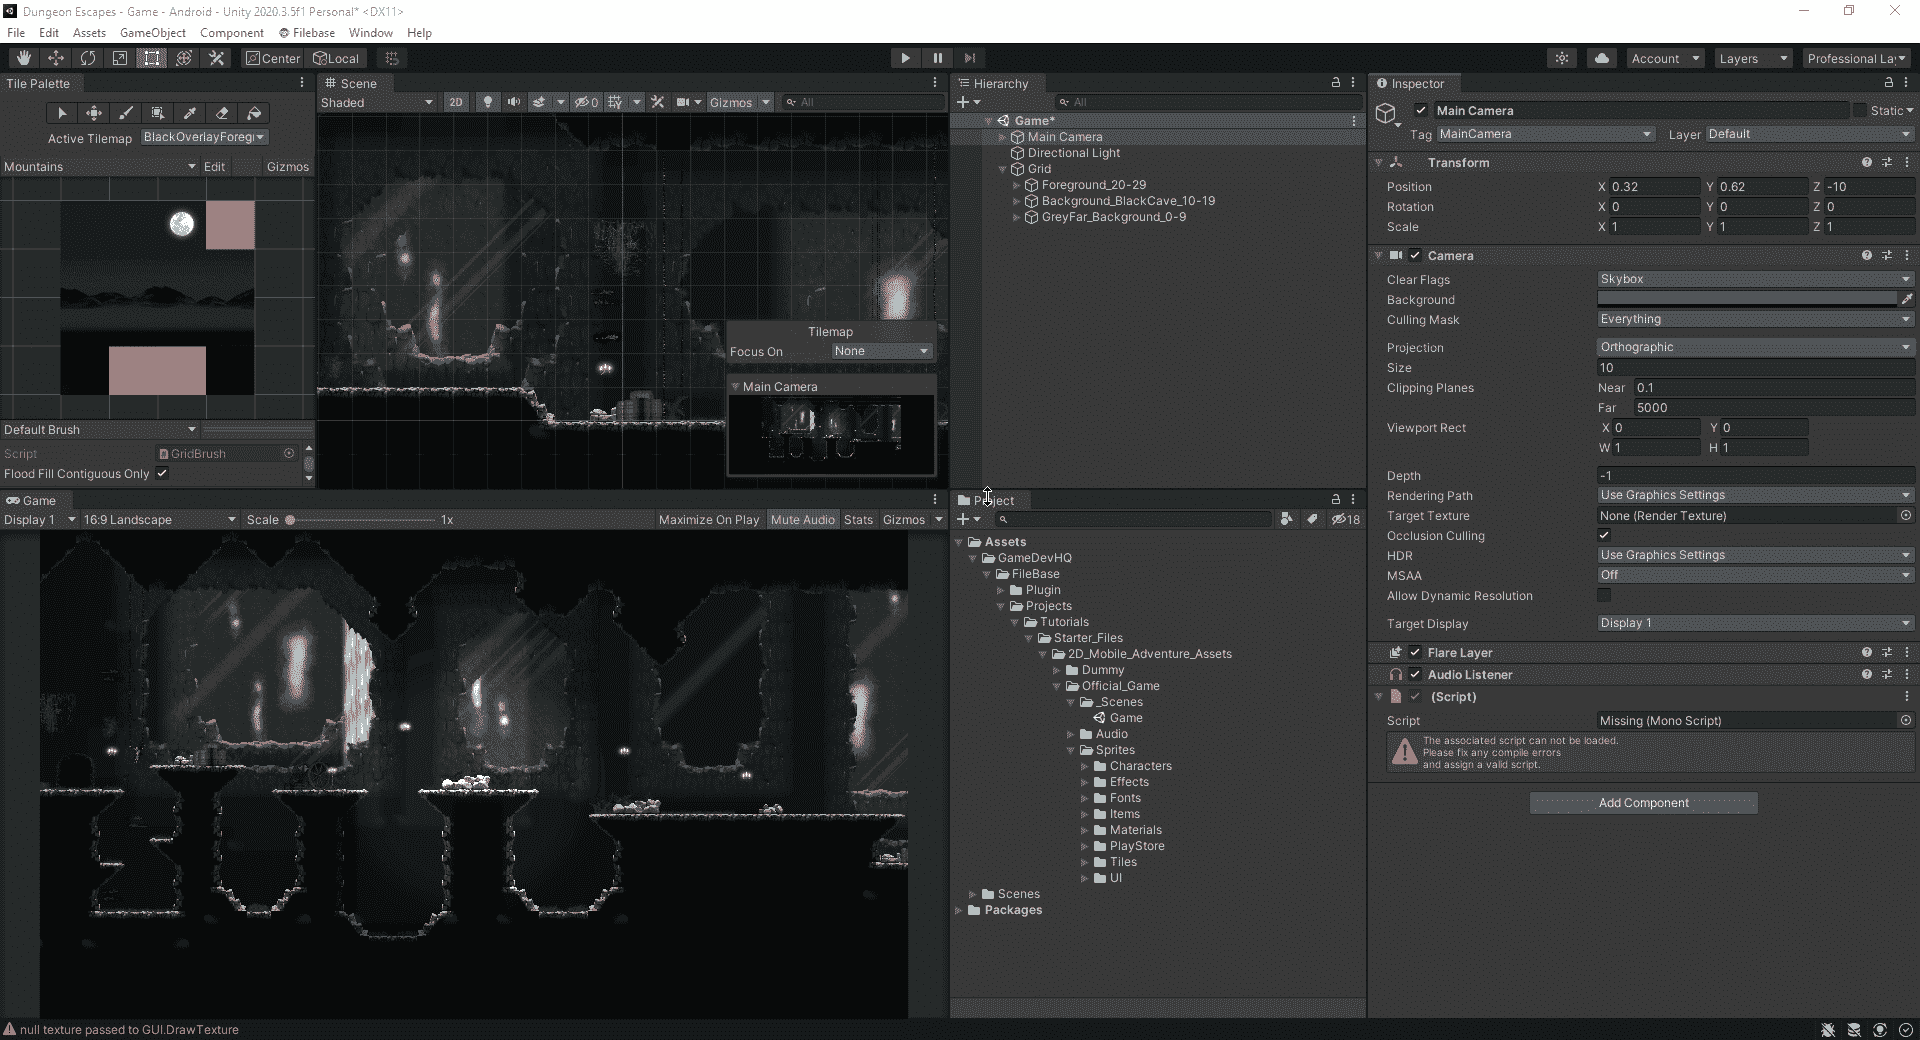 Dungeon Escapes - Game - Android - Unity 2020.3.5f1 Personal* <DX11>
File Edit Assets GameObject Component Filebase Window Help
Center Local
Account Layers
Tile Palette
Active Tilemap BlackOverlayForegi
Mountains Edit Gizmos
Default Brush
Script GridBrush
Flood Fill Contiguous Only
Scene
Shaded 2D 0 Gizmos All
Tilemap
Focus On None
Main Camera
Game
Display 1 16:9 Landscape Scale 1x Maximize On Play Mute Audio Stats Gizmos
Hierarchy
All
Game*
Main Camera
Directional Light
Grid
Foreground_20-29
Background_BlackCave_10-19
GreyFar_Background_0-9
18
Assets
GameDevHQ
FileBase
Plugin
Projects
Tutorials
Starter_Files
2D_Mobile_Adventure_Assets
Dummy
Official_Game
_Scenes
Game
Audio
Sprites
Characters
Effects
Fonts
Items
Materials
PlayStore
Tiles
UI
Scenes
Packages
Inspector
Main Camera Static
Tag MainCamera Layer Default
Transform
Position X 0.32 Y 0.62 Z -10
Rotation X 0 Y 0 Z 0
Scale X 1 Y 1 Z 1
Camera
Clear Flags Skybox
Background
Culling Mask Everything
Projection Orthographic
Size 10
Clipping Planes Near 0.1
Far 5000
Viewport Rect X 0 Y 0
W 1 H 1
Depth -1
Rendering Path Use Graphics Settings
Target Texture None (Render Texture)
Occlusion Culling
HDR Use Graphics Settings
MSAA Off
Allow Dynamic Resolution
Target Display Display 1
Flare Layer
Audio Listener
(Script)
Script Missing (Mono Script)
The associated script can not be loaded.
Please fix any compile errors
and assign a valid script.
Add Component
null texture passed to GUI.DrawTexture